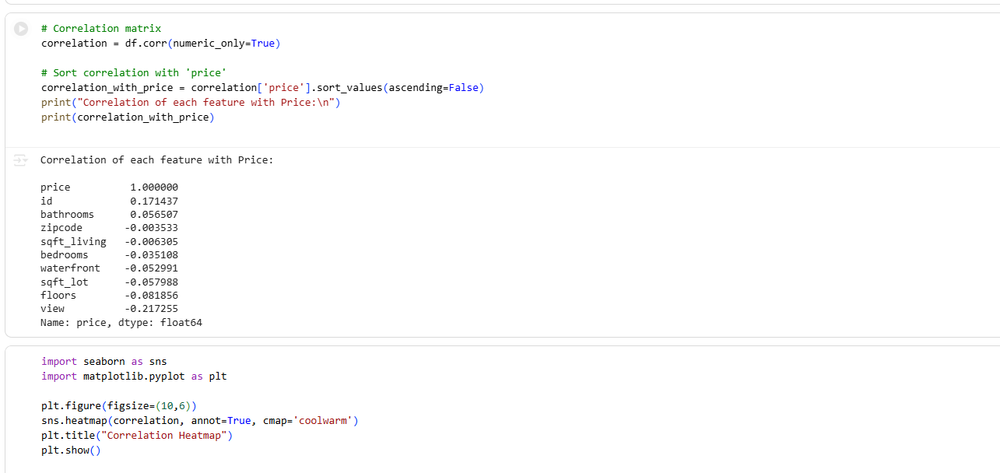 # Correlation matrix
correlation = df.corr(numeric_only=True)
# Sort correlation with 'price'
correlation_with_price = correlation['price'].sort_values(ascending=False)
print("Correlation of each feature with Price:\n")
print(correlation_with_price)
Correlation of each feature with Price:
price 1.000000
id 0.171437
bathrooms 0.056507
zipcode -0.003533
sqft_living -0.006305
bedrooms -0.035108
waterfront -0.052991
sqft_lot -0.057988
floors -0.081856
view -0.217255
Name: price, dtype: float64
import seaborn as sns
import matplotlib.pyplot as plt
plt.figure(figsize=(10,6))
sns.heatmap(correlation, annot=True, cmap='coolwarm')
plt.title("Correlation Heatmap")
plt.show()